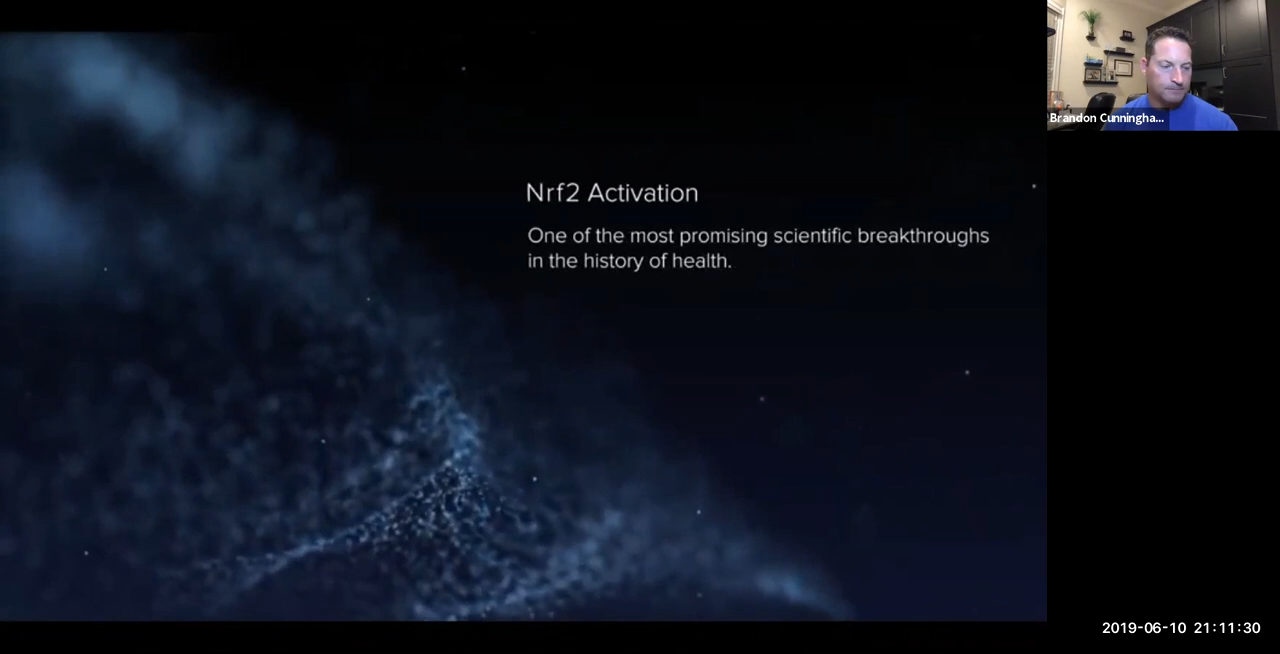 Nrf2 Activation
One of the most promising scientific breakthroughs
in the history of health.
Brandon Cunningha...
2019-06-10 21:11:30